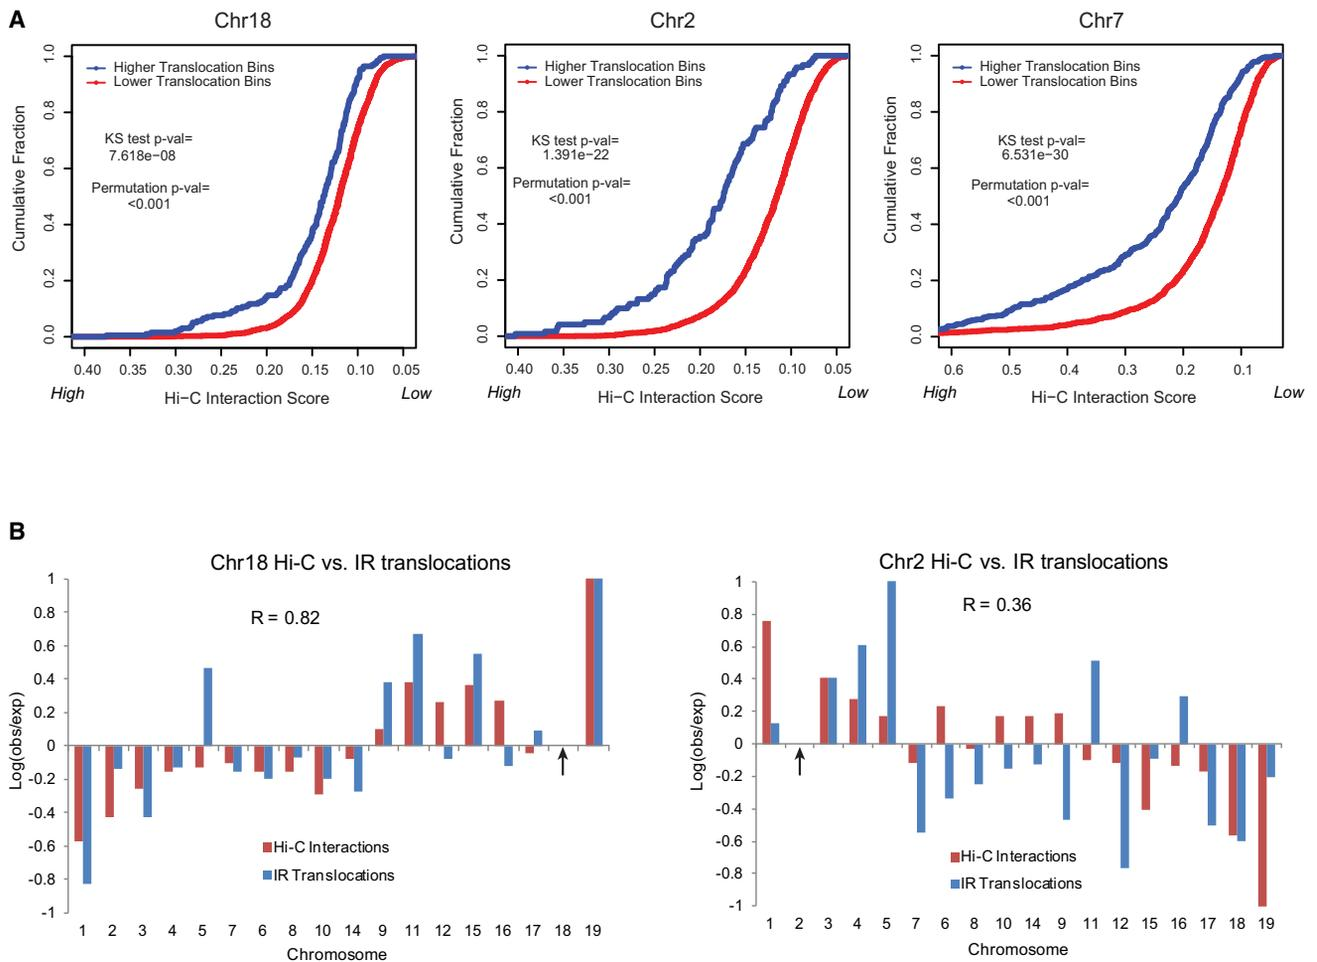 A
Chr18
Chr2
Chr7
Cumulative Fraction
1.0
0.8
0.6
0.4
0.2
0.0
Higher Translocation Bins
Lower Translocation Bins
KS test p-val=
7.618e−08
Permutation p-val=
<0.001
0.40 0.35 0.30 0.25 0.20 0.15 0.10 0.05
High Hi−C Interaction Score Low
Cumulative Fraction
1.0
0.8
0.6
0.4
0.2
0.0
Higher Translocation Bins
Lower Translocation Bins
KS test p-val=
1.391e−22
Permutation p-val=
<0.001
0.40 0.35 0.30 0.25 0.20 0.15 0.10 0.05
High Hi−C Interaction Score Low
Cumulative Fraction
1.0
0.8
0.6
0.4
0.2
0.0
Higher Translocation Bins
Lower Translocation Bins
KS test p-val=
6.531e−30
Permutation p-val=
<0.001
0.6 0.5 0.4 0.3 0.2 0.1
High Hi−C Interaction Score Low
B
Chr18 Hi-C vs. IR translocations
R = 0.82
Log(obs/exp)
1
0.8
0.6
0.4
0.2
0
-0.2
-0.4
-0.6
-0.8
-1
Hi-C Interactions
IR Translocations
1 2 3 4 5 7 6 8 10 14 9 11 12 15 16 17 18 19
Chromosome
Chr2 Hi-C vs. IR translocations
R = 0.36
Log(obs/exp)
1
0.8
0.6
0.4
0.2
0
-0.2
-0.4
-0.6
-0.8
-1
Hi-C Interactions
IR Translocations
1 2 3 4 5 7 6 8 10 14 9 11 12 15 16 17 18 19
Chromosome